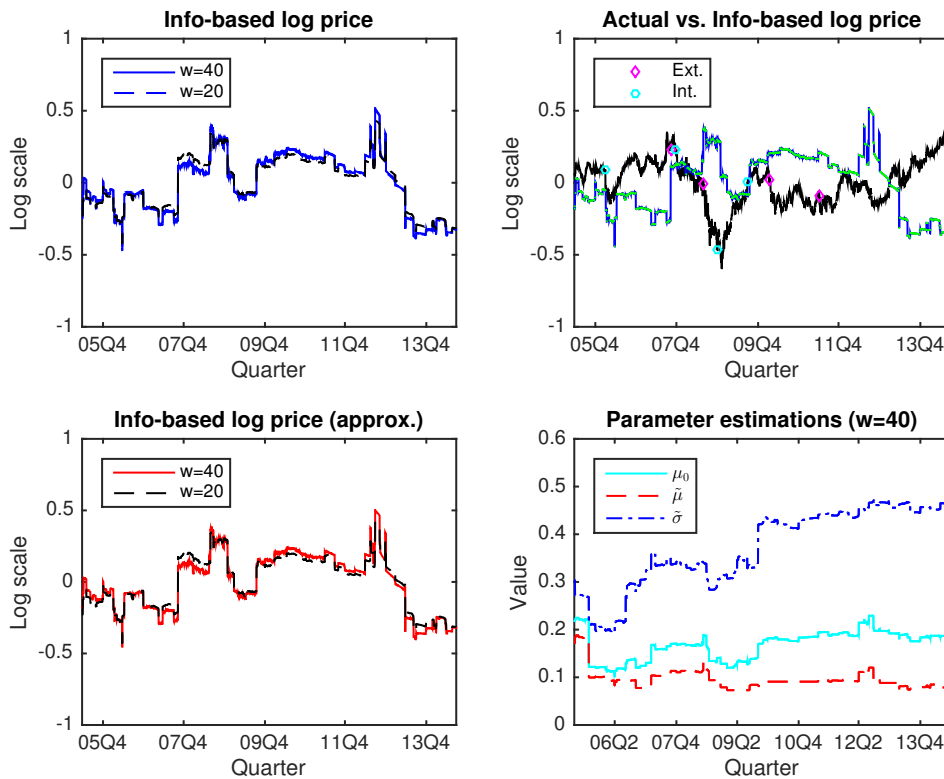 Info-based log price
1
0.5
0
-0.5
-1
Log scale
w=40
w=20
05Q4 07Q4 09Q4 11Q4 13Q4
Quarter
Actual vs. Info-based log price
1
0.5
0
-0.5
-1
Log scale
Ext.
Int.
05Q4 07Q4 09Q4 11Q4 13Q4
Quarter
Info-based log price (approx.)
1
0.5
0
-0.5
-1
Log scale
w=40
w=20
05Q4 07Q4 09Q4 11Q4 13Q4
Quarter
Parameter estimations (w=40)
0.6
0.5
0.4
0.3
0.2
0.1
0
Value
μ₀
μ̃
σ̃
06Q2 07Q4 09Q2 10Q4 12Q2 13Q4
Quarter